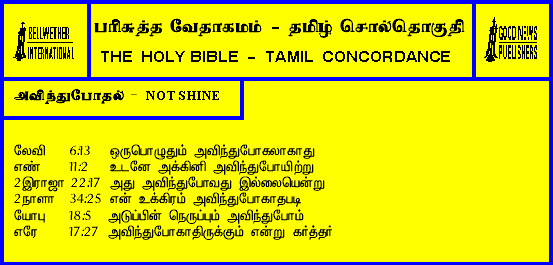 BELLWETHER
INTERNATIONAL
பரிசுத்த வேதாகமம் - தமிழ் சொல்தொகுதி
THE HOLY BIBLE - TAMIL CONCORDANCE
GOOD NEWS
PUBLISHERS
அவிந்துபோதல் - NOT SHINE
லேவி 6:13 ஒருபொழுதும் அவிந்துபோகலாகாது
எண் 11:2 உடனே அக்கினி அவிந்துபோயிற்று
2இராஜா 22:17 அது அவிந்துபோவது இல்லையென்று
2நாளா 34:25 என் உக்கிரம் அவிந்துபோகாதபடி
யோபு 18:5 அடுப்பின் நெருப்பும் அவிந்துபோம்
எரே 17:27 அவிந்துபோகாதிருக்கும் என்று கர்த்தர்